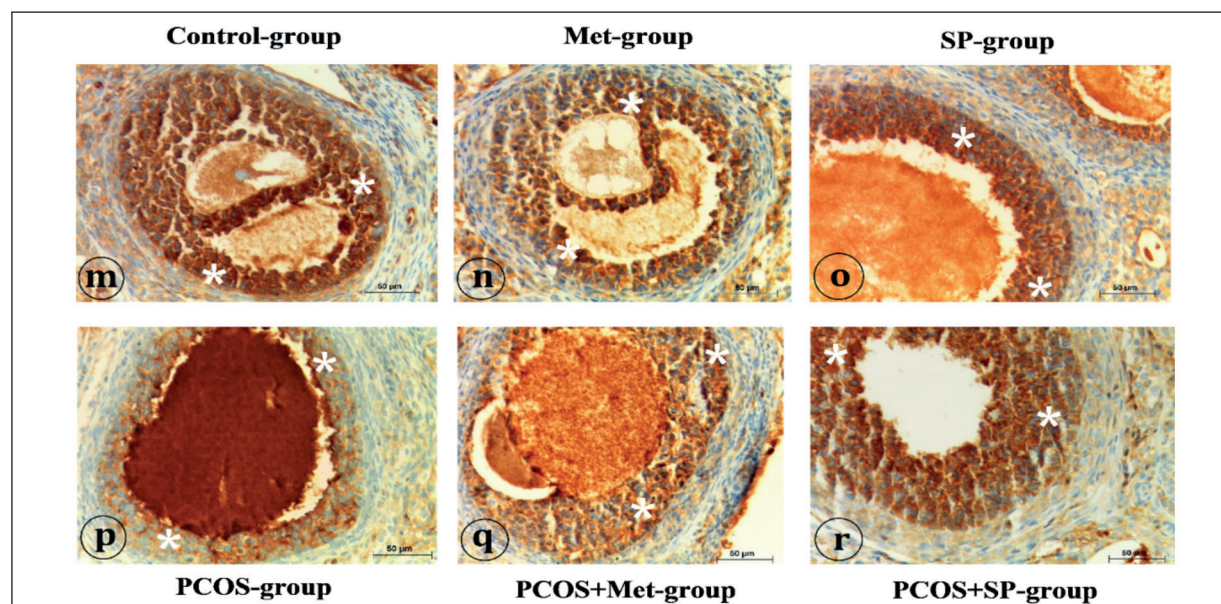 Control-group
Met-group
SP-group
m
50 µm
n
50 µm
o
50 µm
p
50 µm
q
50 µm
r
50 µm
PCOS-group
PCOS+Met-group
PCOS+SP-group